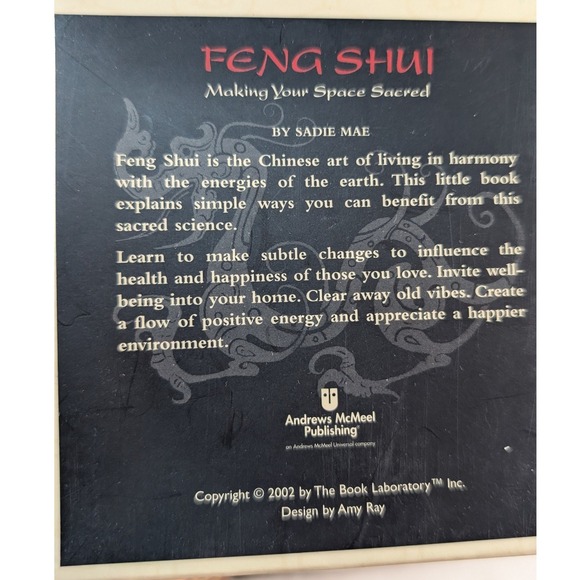 FENG SHUI
Making Your Space Sacred
BY SADIE MAE
Feng Shui is the Chinese art of living in harmony
with the energies of the earth. This little book
explains simple ways you can benefit from this
sacred science.
Learn to make subtle changes to influence the
health and happiness of those you love. Invite well-
being into your home. Clear away old vibes. Create
a flow of positive energy and appreciate a happier
environment.
Andrews McMeel
Publishing®
an Andrews McMeel Universal company
Copyright © 2002 by The Book Laboratory™ Inc.
Design by Amy Ray